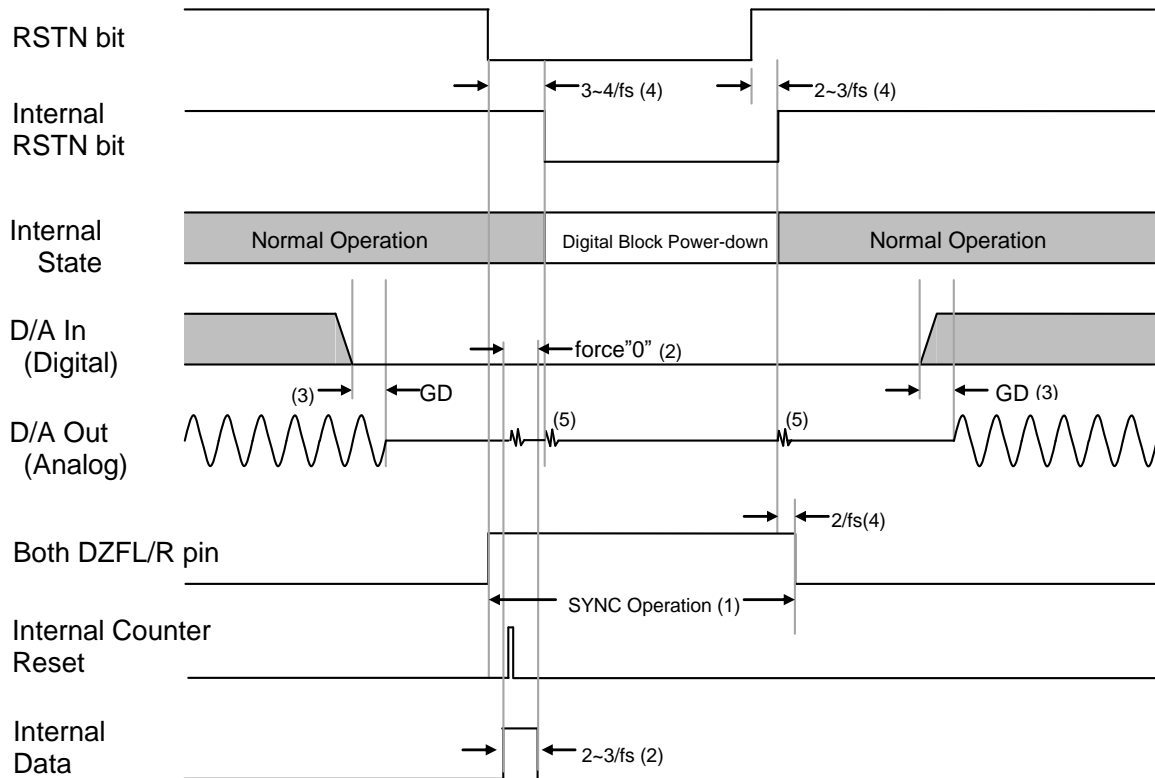 RSTN bit
3~4/fs (4)
2~3/fs (4)
Internal
RSTN bit
Internal
State
Normal Operation
Digital Block Power-down
Normal Operation
D/A In
(Digital)
force”0” (2)
(3)
GD
GD (3)
D/A Out
(Analog)
(5)
(5)
2/fs(4)
Both DZFL/R pin
SYNC Operation (1)
Internal Counter
Reset
Internal
Data
2~3/fs (2)